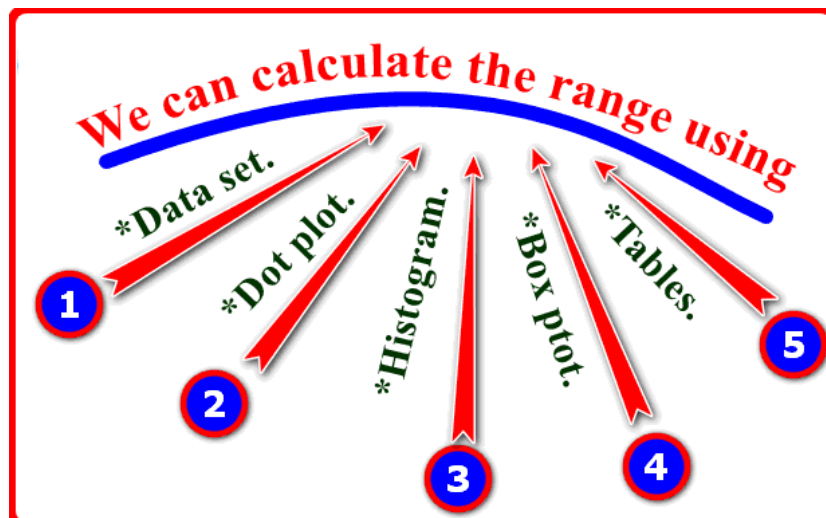 We can calculate the range using
*Data set.
*Dot plot.
*Histogram.
*Box ptot.
*Tables.
1
2
3
4
5